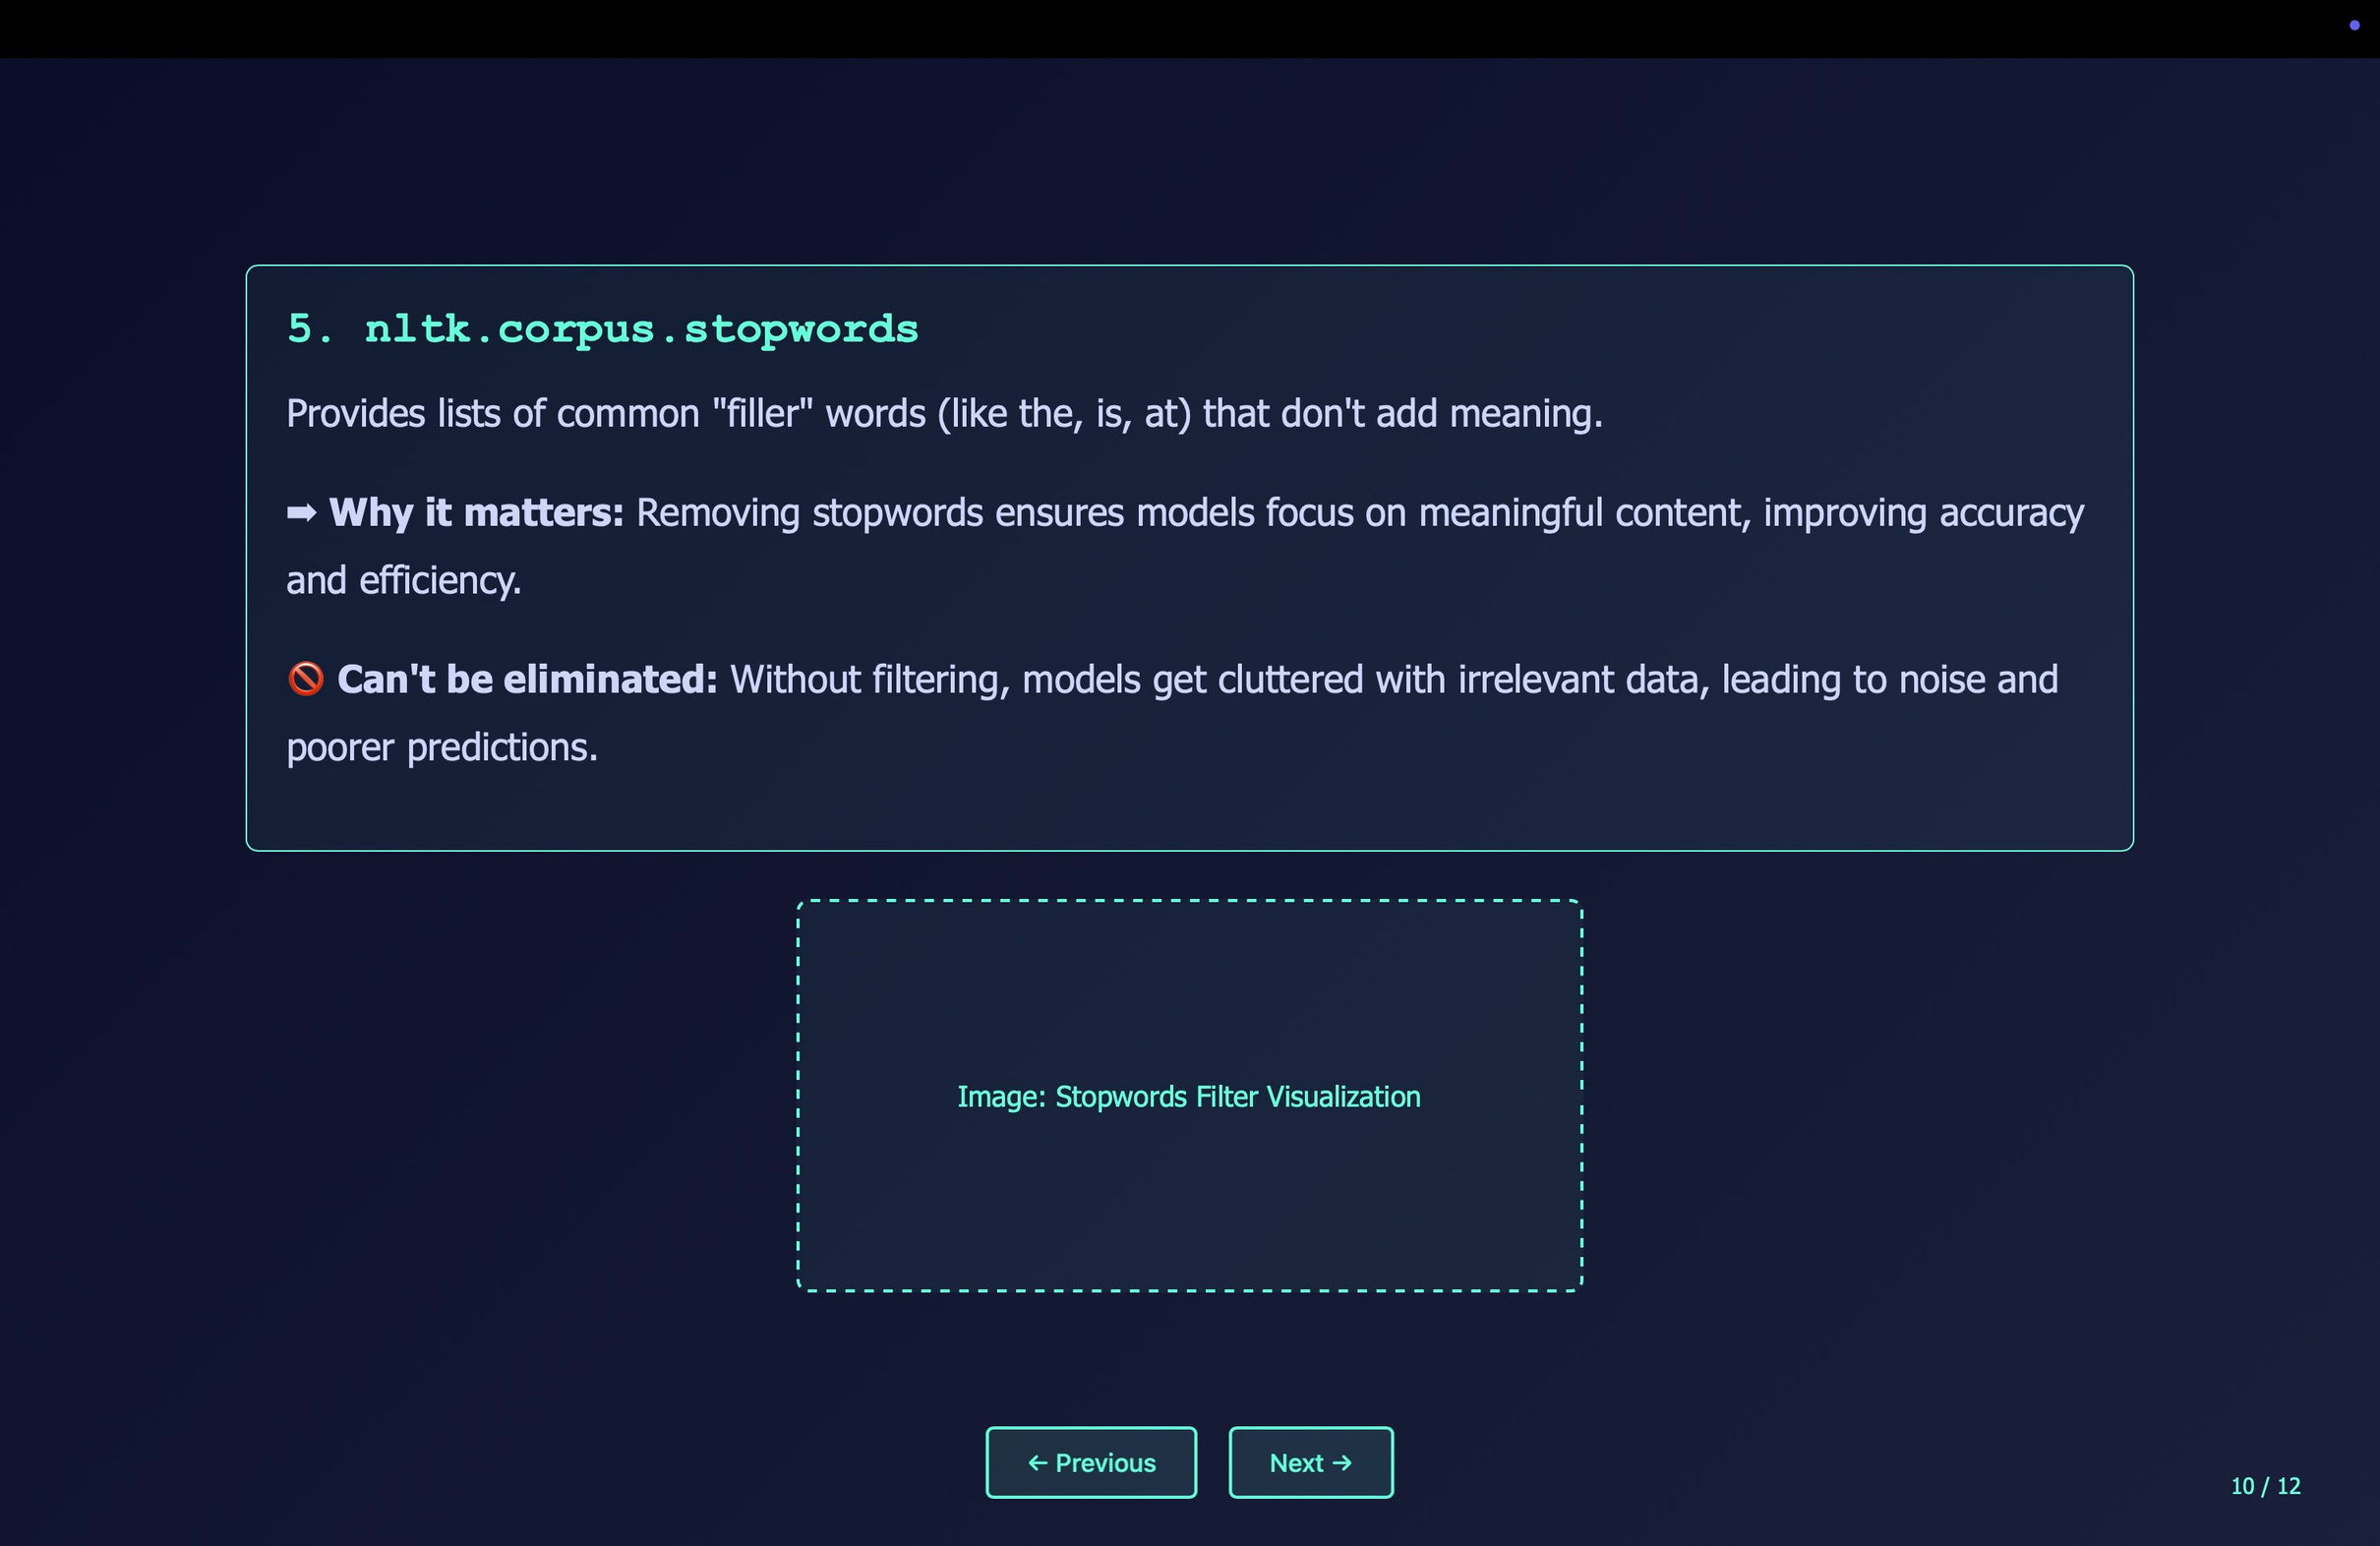 5. nltk.corpus.stopwords
Provides lists of common "filler" words (like the, is, at) that don't add meaning.
➡ Why it matters: Removing stopwords ensures models focus on meaningful content, improving accuracy
and efficiency.
🚫 Can't be eliminated: Without filtering, models get cluttered with irrelevant data, leading to noise and
poorer predictions.
Image: Stopwords Filter Visualization
← Previous
Next →
10 / 12